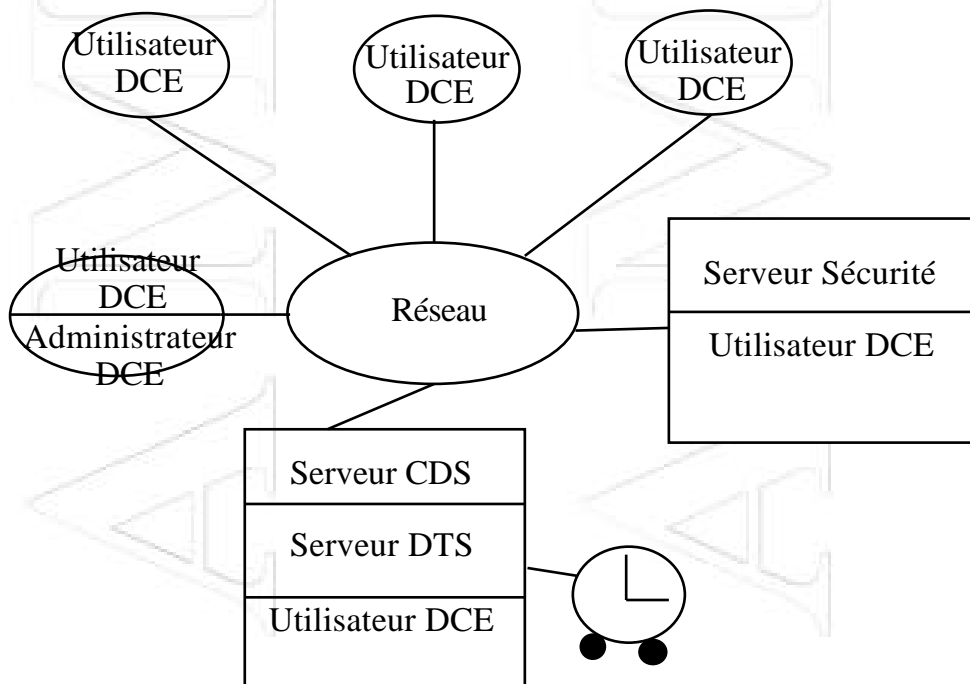 Utilisateur
DCE
Utilisateur
DCE
Utilisateur
DCE
Utilisateur
DCE
Administrateur
DCE
Réseau
Serveur Sécurité
Utilisateur DCE
Serveur CDS
Serveur DTS
Utilisateur DCE